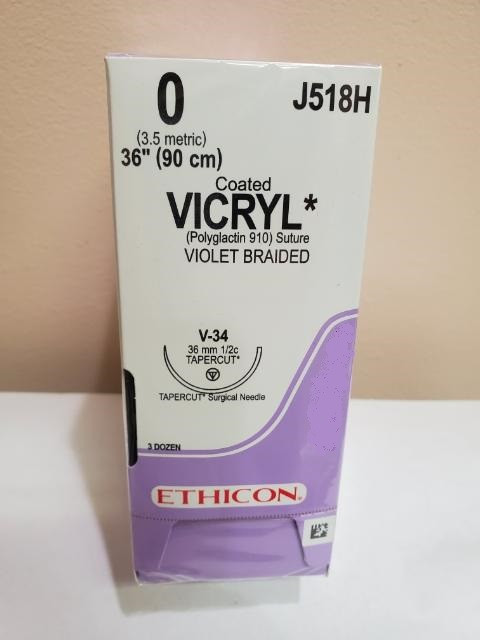 0
J518H
(3.5 metric)
36" (90 cm)
Coated
VICRYL*
(Polyglactin 910) Suture
VIOLET BRAIDED
V-34
36 mm 1/2c
TAPERCUT*
TAPERCUT* Surgical Needle
3 DOZEN
ETHICON